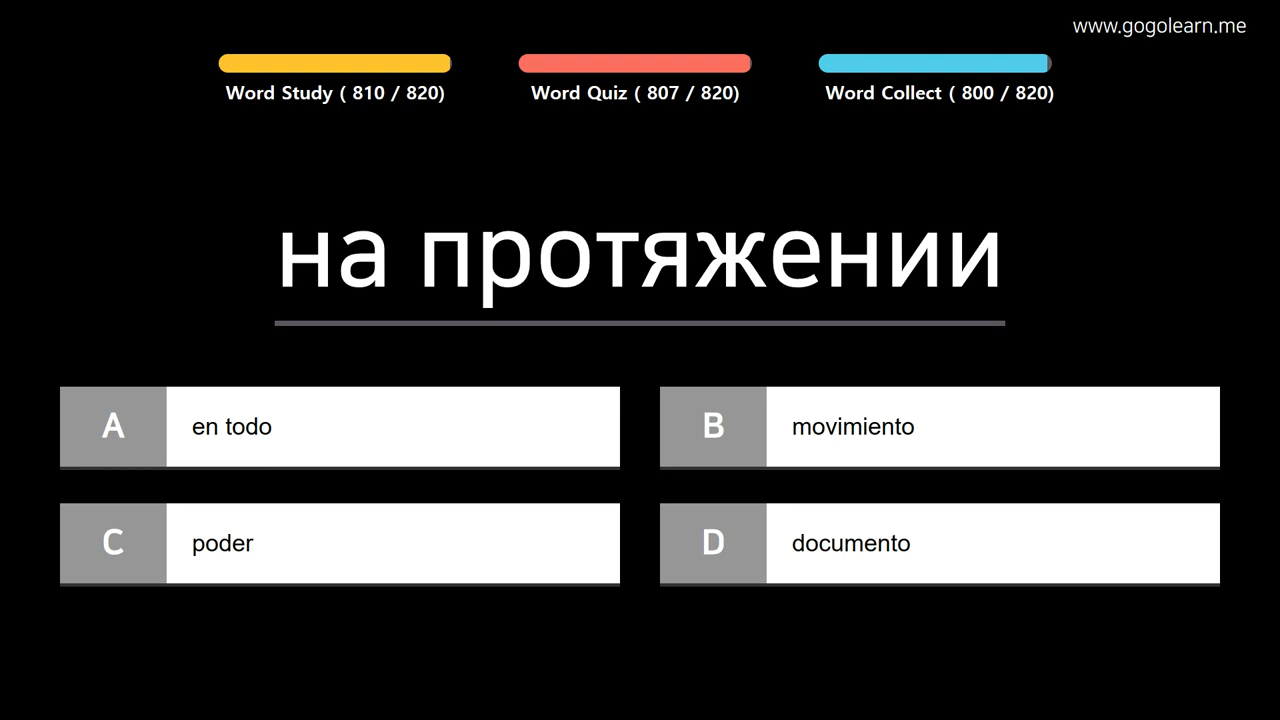 www.gogolearn.me
Word Study ( 810 / 820)
Word Quiz ( 807 / 820)
Word Collect ( 800 / 820)
на протяжении
A
en todo
B
movimiento
C
poder
D
documento